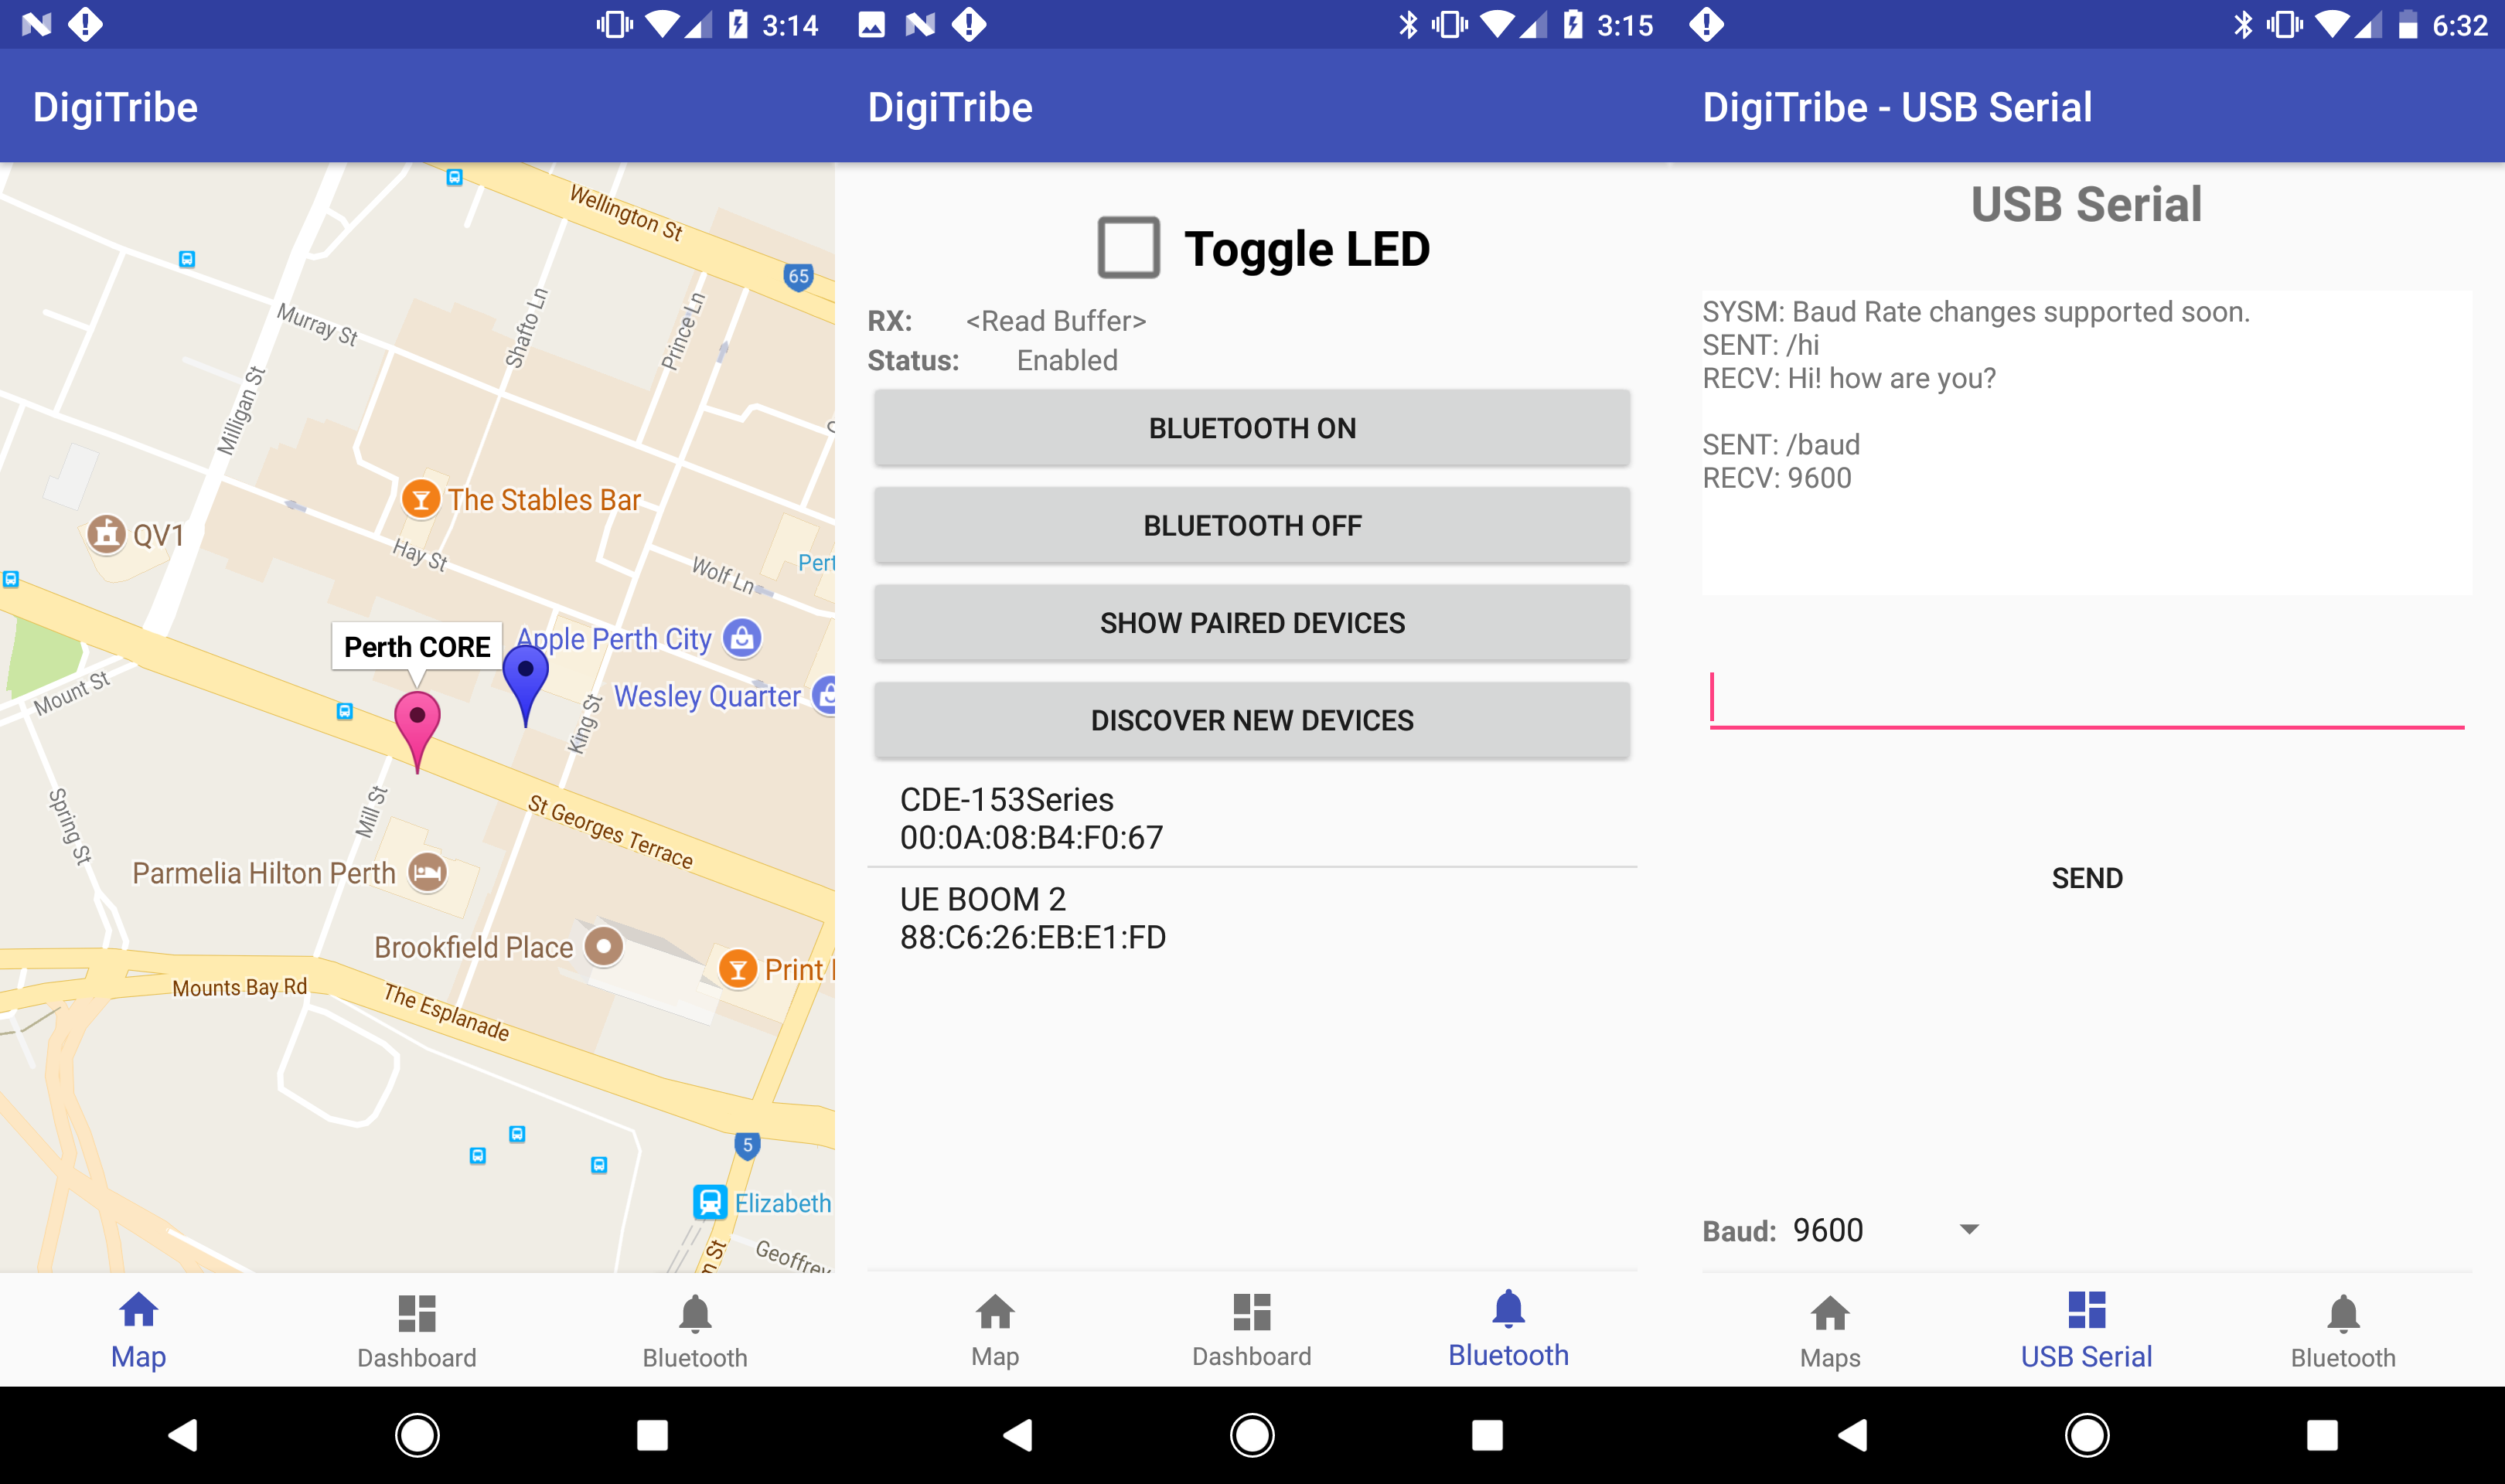 3:14
DigiTribe
Wellington St
65
Murray St
Shafto Ln
Prince Ln
Milligan St
The Stables Bar
QV1
Hay St
Wolf Ln
Pert
Perth CORE
Apple Perth City
Wesley Quarter
Mount St
King St
Spring St
Mill St
St Georges Terrace
Parmelia Hilton Perth
Brookfield Place
Print
Mounts Bay Rd
The Esplanade
5
Elizabeth
Geoffrey
St
Map
Dashboard
Bluetooth
3:15
DigiTribe
Toggle LED
RX: <Read Buffer>
Status: Enabled
BLUETOOTH ON
BLUETOOTH OFF
SHOW PAIRED DEVICES
DISCOVER NEW DEVICES
CDE-153Series
00:0A:08:B4:F0:67
UE BOOM 2
88:C6:26:EB:E1:FD
Map
Dashboard
Bluetooth
6:32
DigiTribe - USB Serial
USB Serial
SYSM: Baud Rate changes supported soon.
SENT: /hi
RECV: Hi! how are you?
SENT: /baud
RECV: 9600
SEND
Baud: 9600
Maps
USB Serial
Bluetooth